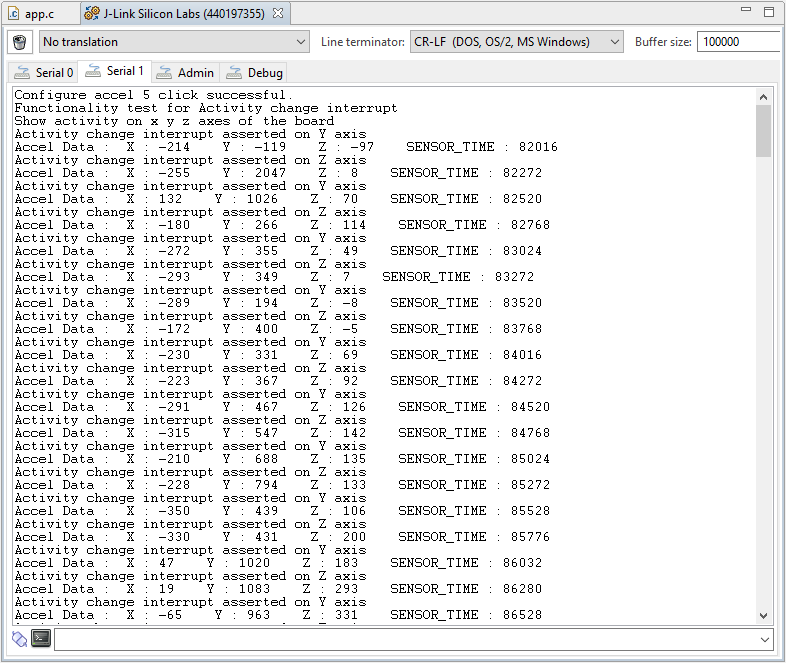 app.c
J-Link Silicon Labs (440197355)
No translation
Line terminator:
CR-LF (DOS, OS/2, MS Windows)
Buffer size:
100000
Serial 0
Serial 1
Admin
Debug
Configure accel 5 click successful.
Functionality test for Activity change interrupt
Show activity on x y z axes of the board
Activity change interrupt asserted on Y axis
Accel Data : X : -214 Y : -119 Z : -97 SENSOR_TIME : 82016
Activity change interrupt asserted on Z axis
Accel Data : X : -255 Y : 2047 Z : 8 SENSOR_TIME : 82272
Activity change interrupt asserted on Y axis
Accel Data : X : 132 Y : 1026 Z : 70 SENSOR_TIME : 82520
Activity change interrupt asserted on Z axis
Accel Data : X : -180 Y : 266 Z : 114 SENSOR_TIME : 82768
Activity change interrupt asserted on Y axis
Accel Data : X : -272 Y : 355 Z : 49 SENSOR_TIME : 83024
Activity change interrupt asserted on Z axis
Accel Data : X : -293 Y : 349 Z : 7 SENSOR_TIME : 83272
Activity change interrupt asserted on Y axis
Accel Data : X : -289 Y : 194 Z : -8 SENSOR_TIME : 83520
Activity change interrupt asserted on Z axis
Accel Data : X : -172 Y : 400 Z : -5 SENSOR_TIME : 83768
Activity change interrupt asserted on Y axis
Accel Data : X : -230 Y : 331 Z : 69 SENSOR_TIME : 84016
Activity change interrupt asserted on Z axis
Accel Data : X : -223 Y : 367 Z : 92 SENSOR_TIME : 84272
Activity change interrupt asserted on Y axis
Accel Data : X : -291 Y : 467 Z : 126 SENSOR_TIME : 84520
Activity change interrupt asserted on Z axis
Accel Data : X : -315 Y : 547 Z : 142 SENSOR_TIME : 84768
Activity change interrupt asserted on Y axis
Accel Data : X : -210 Y : 688 Z : 135 SENSOR_TIME : 85024
Activity change interrupt asserted on Z axis
Accel Data : X : -228 Y : 794 Z : 133 SENSOR_TIME : 85272
Activity change interrupt asserted on Y axis
Accel Data : X : -350 Y : 439 Z : 106 SENSOR_TIME : 85528
Activity change interrupt asserted on Z axis
Accel Data : X : -330 Y : 431 Z : 200 SENSOR_TIME : 85776
Activity change interrupt asserted on Y axis
Accel Data : X : 47 Y : 1020 Z : 183 SENSOR_TIME : 86032
Activity change interrupt asserted on Z axis
Accel Data : X : 19 Y : 1083 Z : 293 SENSOR_TIME : 86280
Activity change interrupt asserted on Y axis
Accel Data : X : -65 Y : 963 Z : 331 SENSOR_TIME : 86528